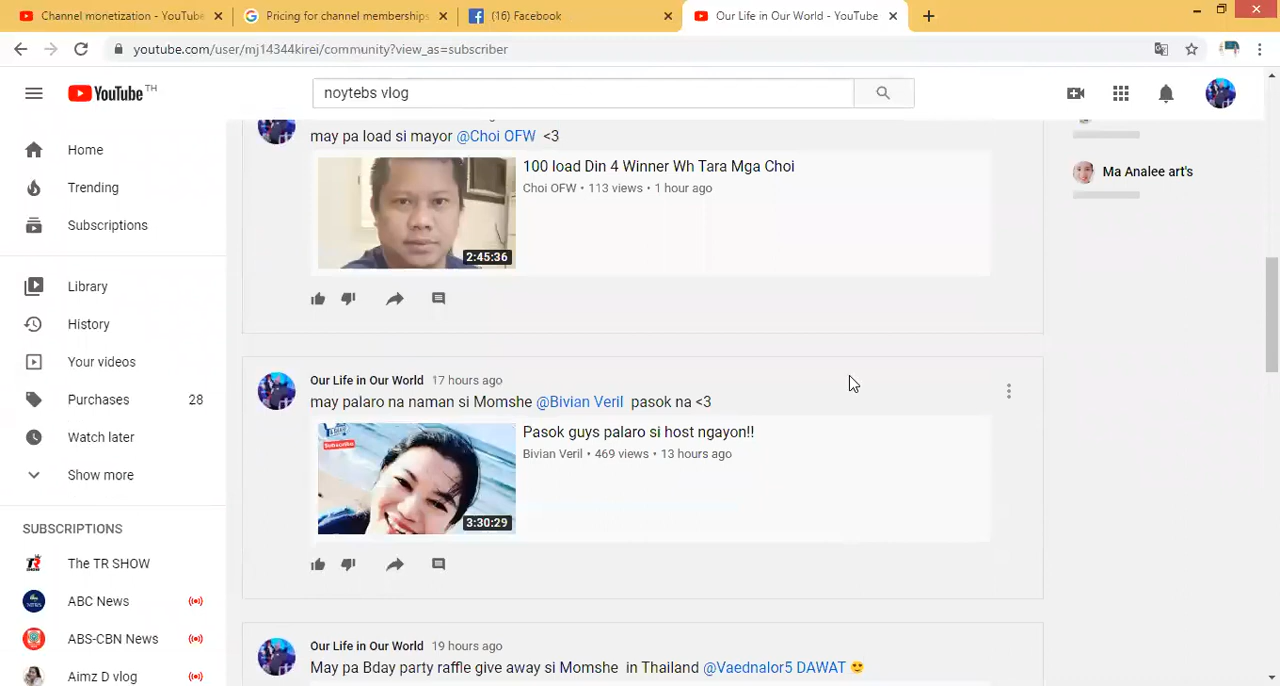 Channel monetization - YouTube
Pricing for channel memberships
(16) Facebook
Our Life in Our World - YouTube
youtube.com/user/mj14344kirei/community?view_as=subscriber
YouTube TH
noytebs vlog
Home
Trending
Subscriptions
Library
History
Your videos
Purchases 28
Watch later
Show more
SUBSCRIPTIONS
The TR SHOW
ABC News
ABS-CBN News
Aimz D vlog
may pa load si mayor @Choi OFW <3
100 load Din 4 Winner Wh Tara Mga Choi
Choi OFW • 113 views • 1 hour ago
2:45:36
Our Life in Our World 17 hours ago
may palaro na naman si Momshe @Bivian Veril pasok na <3
Pasok guys palaro si host ngayon!!
Bivian Veril • 469 views • 13 hours ago
3:30:29
Our Life in Our World 19 hours ago
May pa Bday party raffle give away si Momshe in Thailand @Vaednalor5 DAWAT 😍
Ma Analee art's